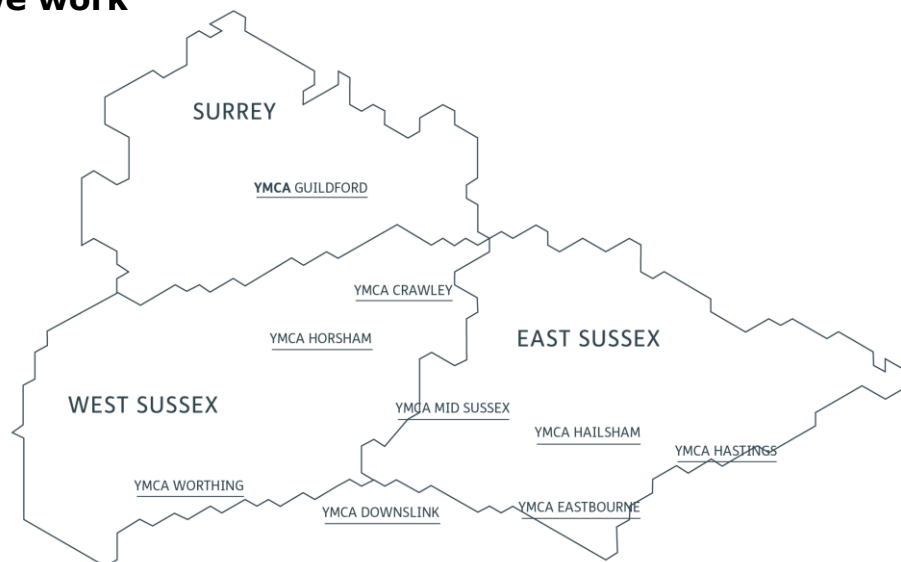 we work
SURREY
YMCA GUILDFORD
YMCA CRAWLEY
YMCA HORSHAM
EAST SUSSEX
WEST SUSSEX
YMCA MID SUSSEX
YMCA HAILSHAM
YMCA HASTINGS
YMCA WORTHING
YMCA EASTBOURNE
YMCA DOWNSLINK